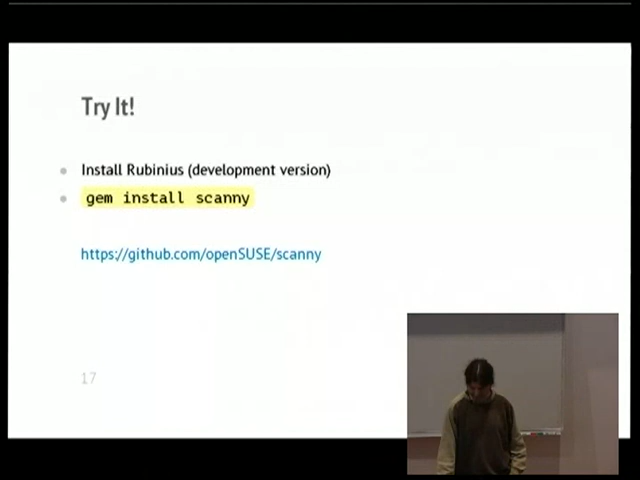 Try It!
Install Rubinius (development version)
gem install scanny
https://github.com/openSUSE/scanny
17